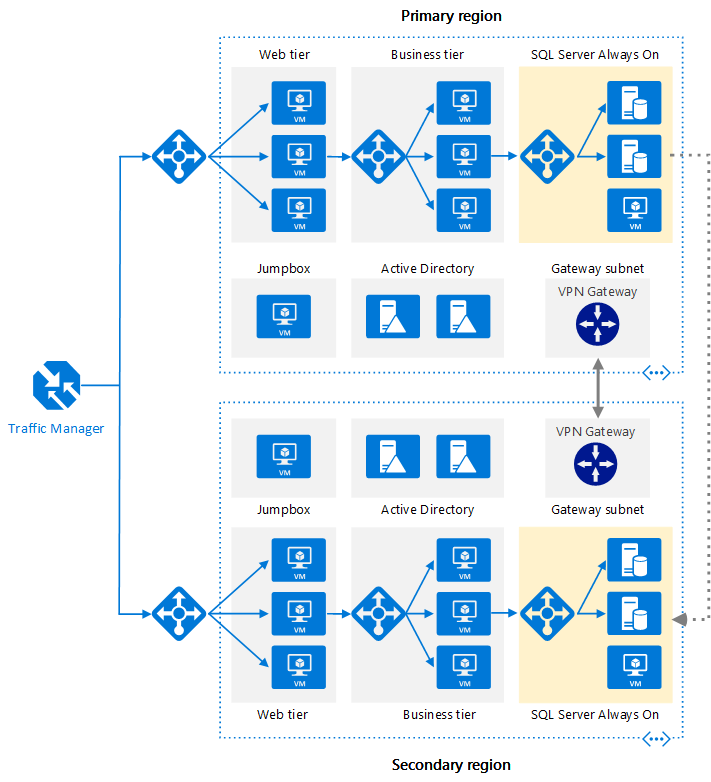 Primary region
Web tier
Business tier
SQL Server Always On
VM
VM
VM
VM
VM
VM
VM
Jumpbox
Active Directory
Gateway subnet
VPN Gateway
VM
Traffic Manager
VPN Gateway
VM
Jumpbox
Active Directory
Gateway subnet
VM
VM
VM
VM
VM
VM
VM
Web tier
Business tier
SQL Server Always On
Secondary region